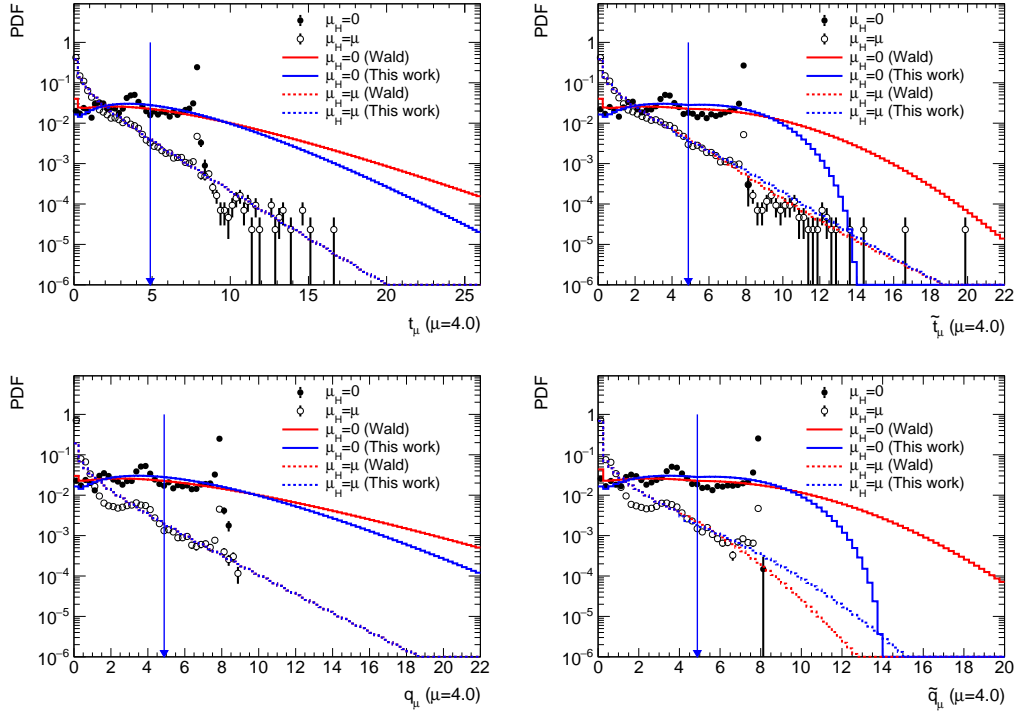 PDF
1
10⁻¹
10⁻²
10⁻³
10⁻⁴
10⁻⁵
10⁻⁶
0 5 10 15 20 25
t_μ (μ=4.0)
μ_H=0
μ_H=μ
μ_H=0 (Wald)
μ_H=0 (This work)
μ_H=μ (Wald)
μ_H=μ (This work)
PDF
1
10⁻¹
10⁻²
10⁻³
10⁻⁴
10⁻⁵
10⁻⁶
0 2 4 6 8 10 12 14 16 18 20 22
t̃_μ (μ=4.0)
μ_H=0
μ_H=μ
μ_H=0 (Wald)
μ_H=0 (This work)
μ_H=μ (Wald)
μ_H=μ (This work)
PDF
1
10⁻¹
10⁻²
10⁻³
10⁻⁴
10⁻⁵
10⁻⁶
0 2 4 6 8 10 12 14 16 18 20 22
q_μ (μ=4.0)
μ_H=0
μ_H=μ
μ_H=0 (Wald)
μ_H=0 (This work)
μ_H=μ (Wald)
μ_H=μ (This work)
PDF
1
10⁻¹
10⁻²
10⁻³
10⁻⁴
10⁻⁵
10⁻⁶
0 2 4 6 8 10 12 14 16 18 20
q̃_μ (μ=4.0)
μ_H=0
μ_H=μ
μ_H=0 (Wald)
μ_H=0 (This work)
μ_H=μ (Wald)
μ_H=μ (This work)